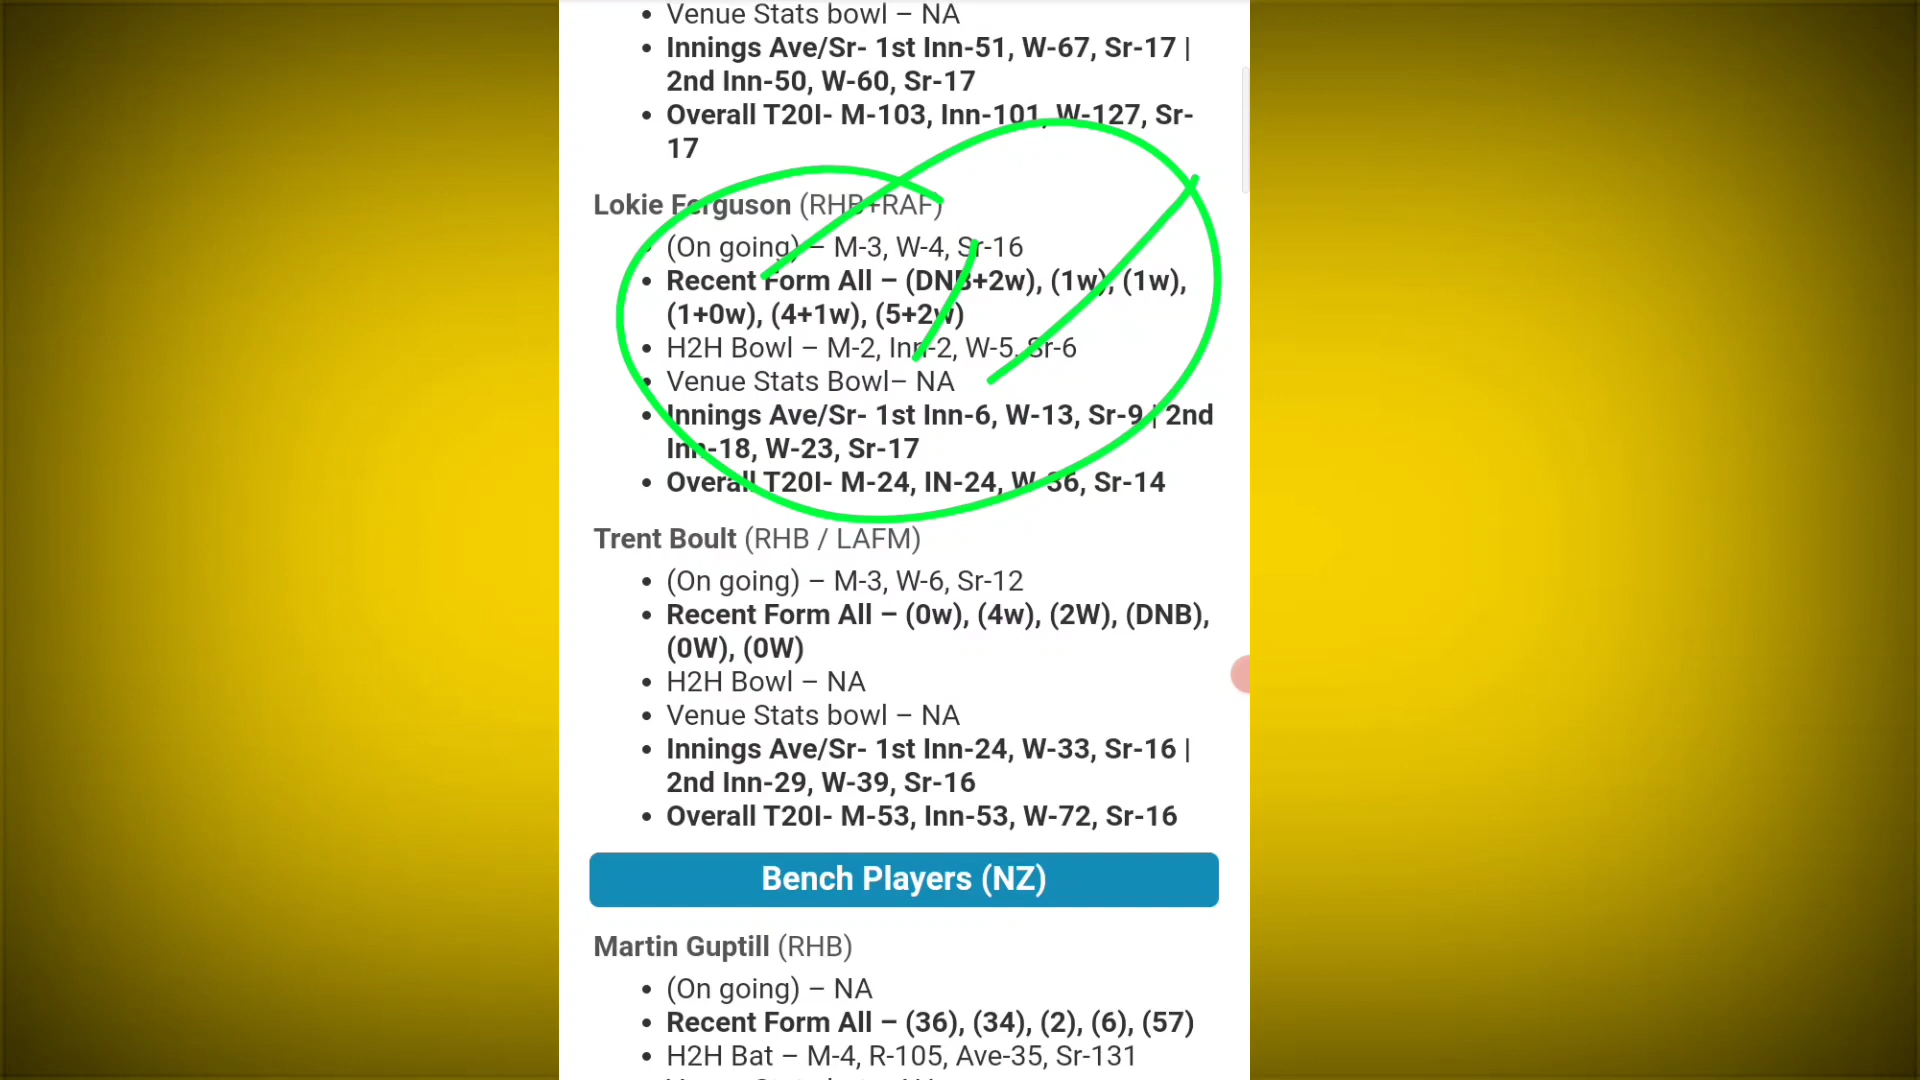 Venue Stats bowl – NA
Innings Ave/Sr- 1st Inn-51, W-67, Sr-17 |
2nd Inn-50, W-60, Sr-17
Overall T20I- M-103, Inn-101, W-127, Sr-
17
Lokie Ferguson (RHB+RAF)
(On going) – M-3, W-4, Sr-16
Recent Form All – (DNB+2w), (1w), (1w),
(1+0w), (4+1w), (5+2w)
H2H Bowl – M-2, Inn-2, W-5, Sr-6
Venue Stats Bowl– NA
Innings Ave/Sr- 1st Inn-6, W-13, Sr-9 | 2nd
Inn-18, W-23, Sr-17
Overall T20I- M-24, IN-24, W-36, Sr-14
Trent Boult (RHB / LAFM)
(On going) – M-3, W-6, Sr-12
Recent Form All – (0w), (4w), (2W), (DNB),
(0W), (0W)
H2H Bowl – NA
Venue Stats bowl – NA
Innings Ave/Sr- 1st Inn-24, W-33, Sr-16 |
2nd Inn-29, W-39, Sr-16
Overall T20I- M-53, Inn-53, W-72, Sr-16
Bench Players (NZ)
Martin Guptill (RHB)
(On going) – NA
Recent Form All – (36), (34), (2), (6), (57)
H2H Bat – M-4, R-105, Ave-35, Sr-131